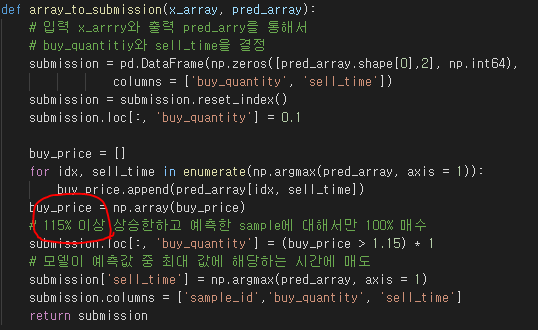 def array_to_submission(x_array, pred_array):
# 입력 x_arrry와 출력 pred_arry를 통해서
# buy_quantitiy와 sell_time을 결정
submission = pd.DataFrame(np.zeros([pred_array.shape[0],2], np.int64),
columns = ['buy_quantity', 'sell_time'])
submission = submission.reset_index()
submission.loc[:, 'buy_quantity'] = 0.1
buy_price = []
for idx, sell_time in enumerate(np.argmax(pred_array, axis = 1)):
buy_price.append(pred_array[idx, sell_time])
buy_price = np.array(buy_price)
# 115% 이상 상승한하고 예측한 sample에 대해서만 100% 매수
submission.loc[:, 'buy_quantity'] = (buy_price > 1.15) * 1
# 모델이 예측값 중 최대 값에 해당하는 시간에 매도
submission['sell_time'] = np.argmax(pred_array, axis = 1)
submission.columns = ['sample_id','buy_quantity', 'sell_time']
return submission